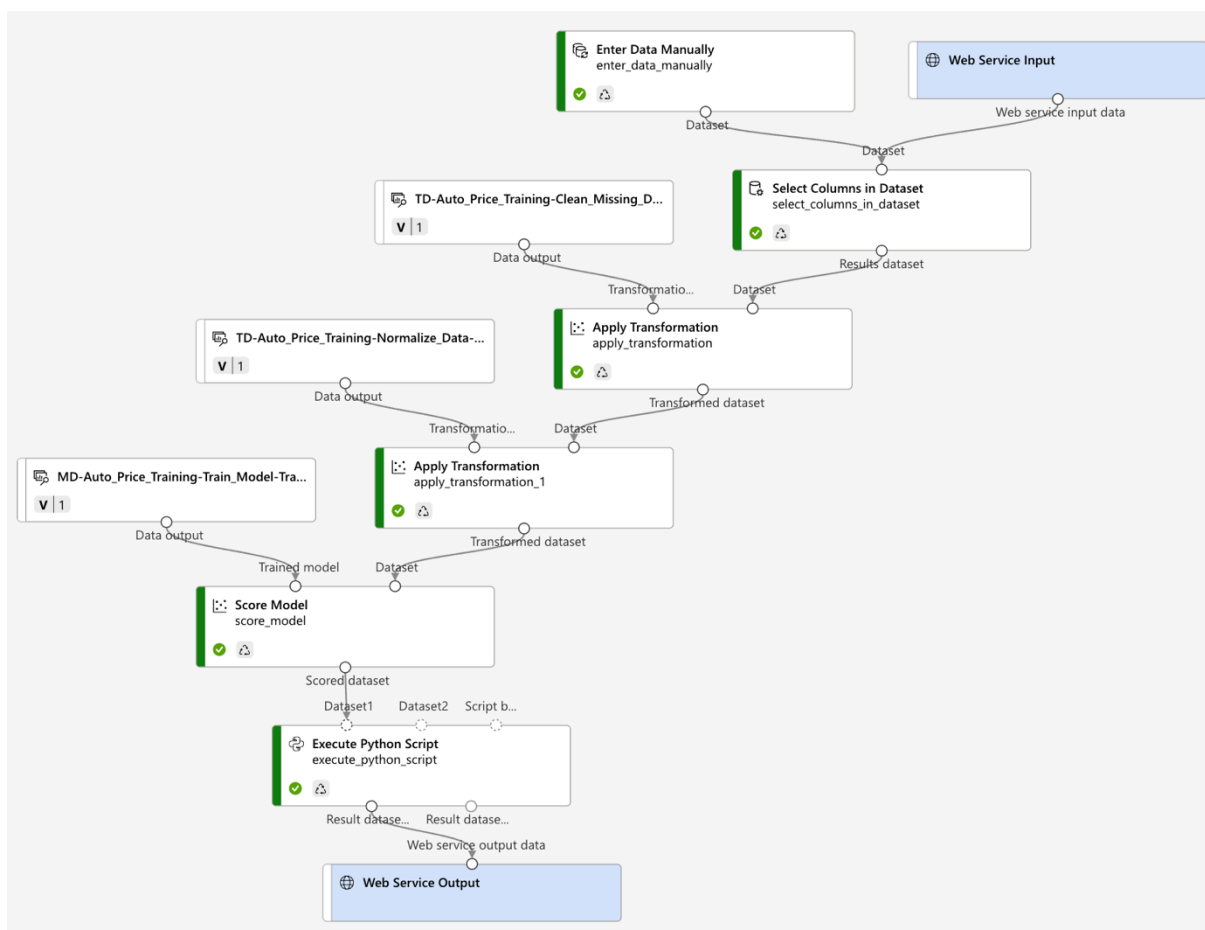 Enter Data Manually
enter_data_manually
Web Service Input
Dataset
Web service input data
Dataset
Select Columns in Dataset
select_columns_in_dataset
TD-Auto_Price_Training-Clean_Missing_D...
V 1
Data output
Results dataset
Transformatio...
Dataset
Apply Transformation
apply_transformation
TD-Auto_Price_Training-Normalize_Data-...
V 1
Data output
Transformed dataset
Transformatio...
Dataset
Apply Transformation
apply_transformation_1
MD-Auto_Price_Training-Train_Model-Tra...
V 1
Data output
Transformed dataset
Trained model
Dataset
Score Model
score_model
Scored dataset
Dataset1
Dataset2
Script b...
Execute Python Script
execute_python_script
Result datase...
Result datase...
Web service output data
Web Service Output